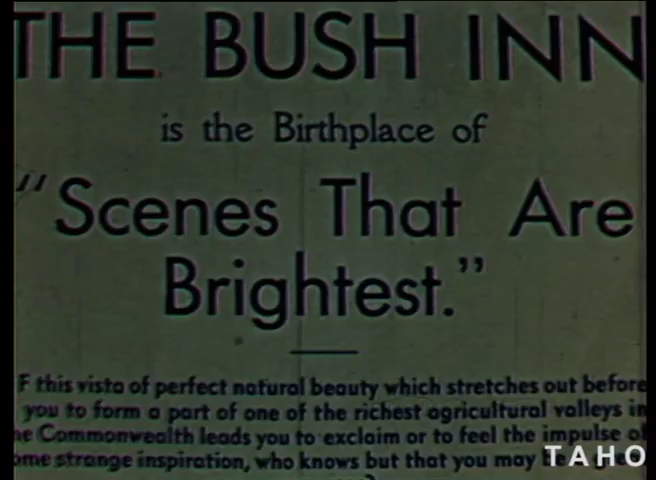 THE BUSH INN
is the Birthplace of
"Scenes That Are
Brightest."
F this vista of perfect natural beauty which stretches out before
you to form a part of one of the richest agricultural valleys in
he Commonwealth leads you to exclaim or to feel the impulse of
ome strange inspiration, who knows but that you may
TAHO